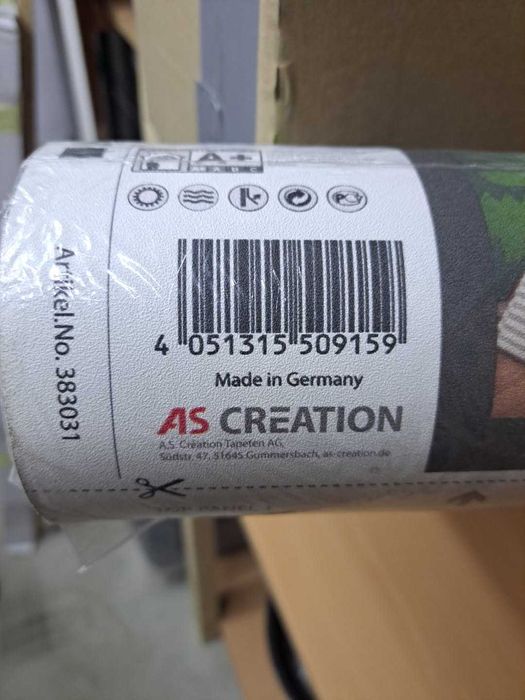 A+
Artikel.No. 383031
4 051315 509159
Made in Germany
AS CREATION
A.S. Création Tapeten AG,
Südstr. 47, 51645 Gummersbach, as-creation.de